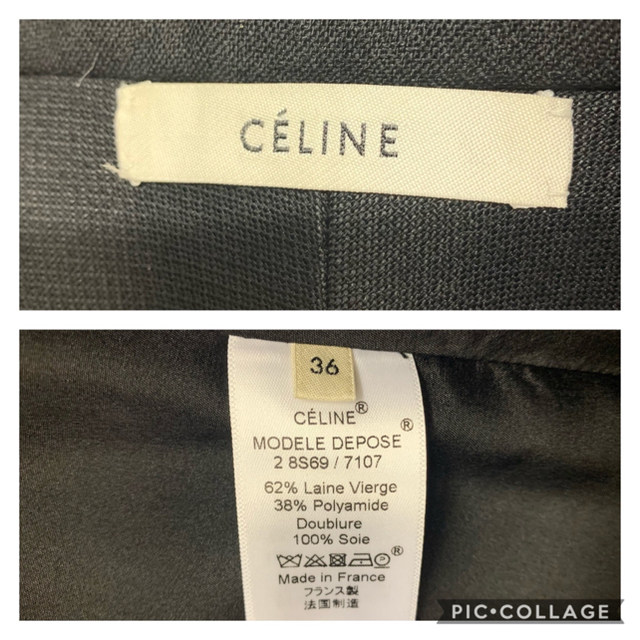 CÉLINE
36
CÉLINE®
®
MODELE DEPOSE
2 8S69 / 7107
62% Laine Vierge
38% Polyamide
Doublure
100% Soie
®
Made in France
フランス製
法国制造
PIC•COLLAGE